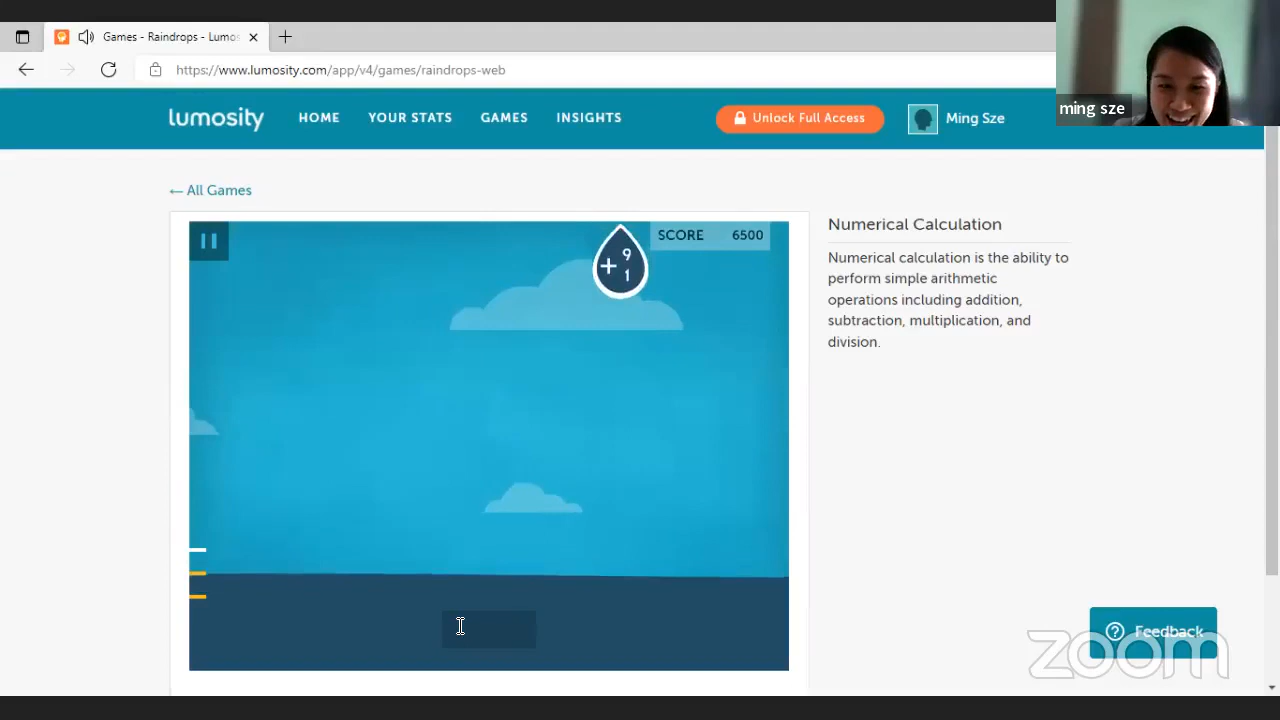 Games - Raindrops - Lumos
https://www.lumosity.com/app/v4/games/raindrops-web
ming sze
lumosity HOME YOUR STATS GAMES INSIGHTS Unlock Full Access Ming Sze
← All Games
SCORE 6500
9
+ 1
Numerical Calculation
Numerical calculation is the ability to
perform simple arithmetic
operations including addition,
subtraction, multiplication, and
division.
Feedback
zoom